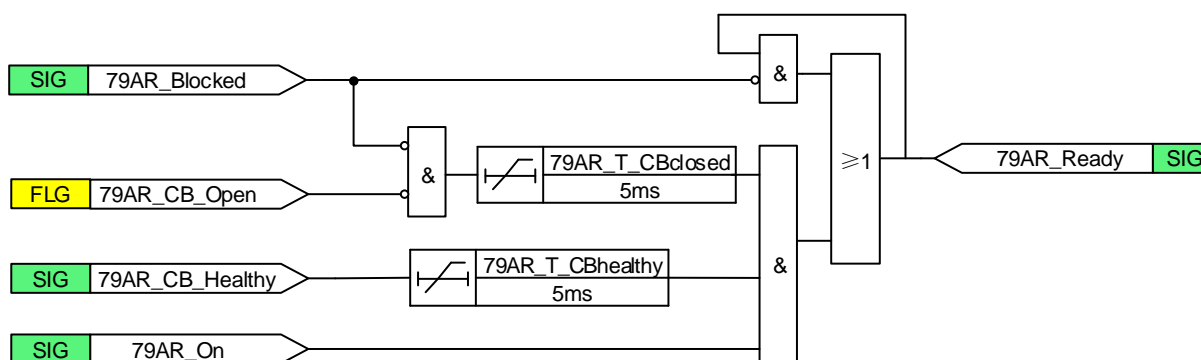 SIG 79AR_Blocked
&
&
79AR_T_CBclosed
5ms
≥1
79AR_Ready SIG
FLG 79AR_CB_Open
SIG 79AR_CB_Healthy
79AR_T_CBhealthy
5ms
&
SIG 79AR_On